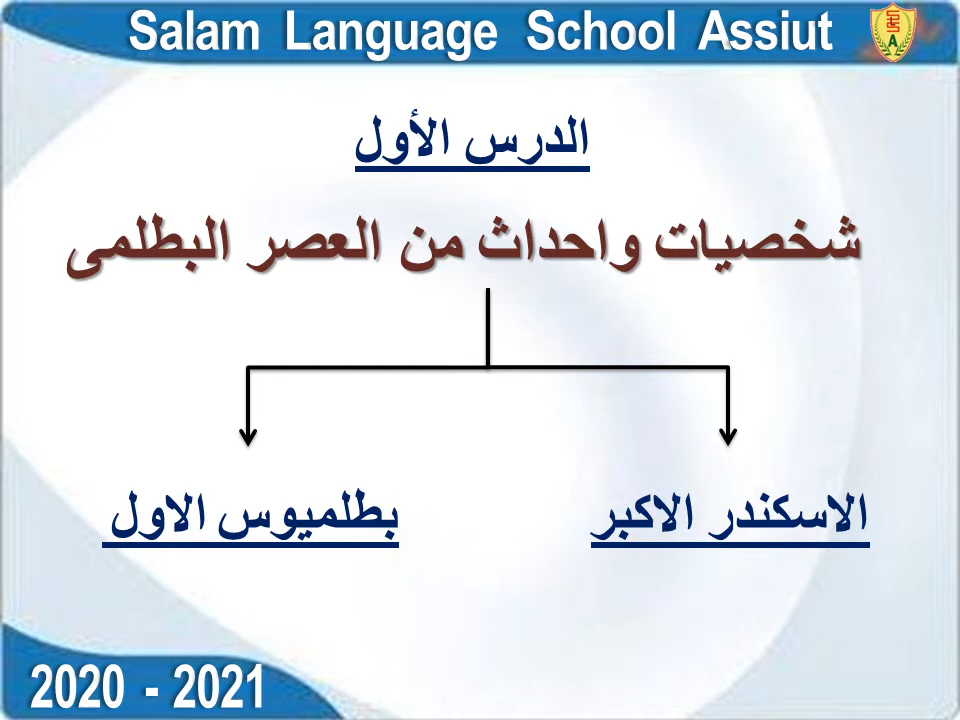 Salam Language School Assiut
الدرس الأول
شخصيات واحداث من العصر البطلمى
الاسكندر الاكبر
بطلميوس الاول
2020 - 2021